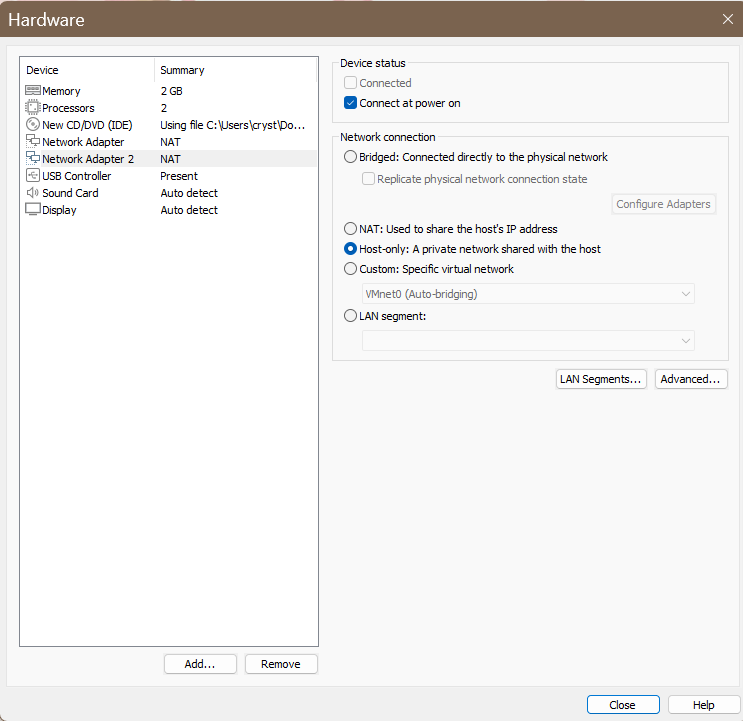 Hardware
Device Summary
Memory 2 GB
Processors 2
New CD/DVD (IDE) Using file C:\Users\cryst\Do...
Network Adapter NAT
Network Adapter 2 NAT
USB Controller Present
Sound Card Auto detect
Display Auto detect
Add... Remove
Device status
Connected
Connect at power on
Network connection
Bridged: Connected directly to the physical network
Replicate physical network connection state
Configure Adapters
NAT: Used to share the host's IP address
Host-only: A private network shared with the host
Custom: Specific virtual network
VMnet0 (Auto-bridging)
LAN segment:
LAN Segments... Advanced...
Close Help